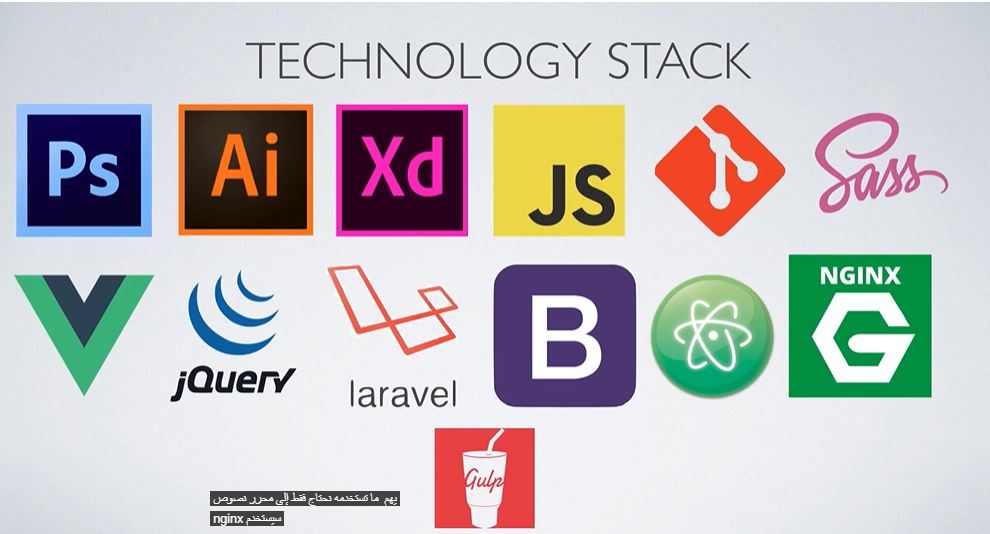 TECHNOLOGY STACK
Ps Ai Xd JS Sass
jQuery laravel B NGINX G
Gulp
يهم ما تستخدمه نحتاج فقط إلى محرر نصوص
سيستخدم nginx